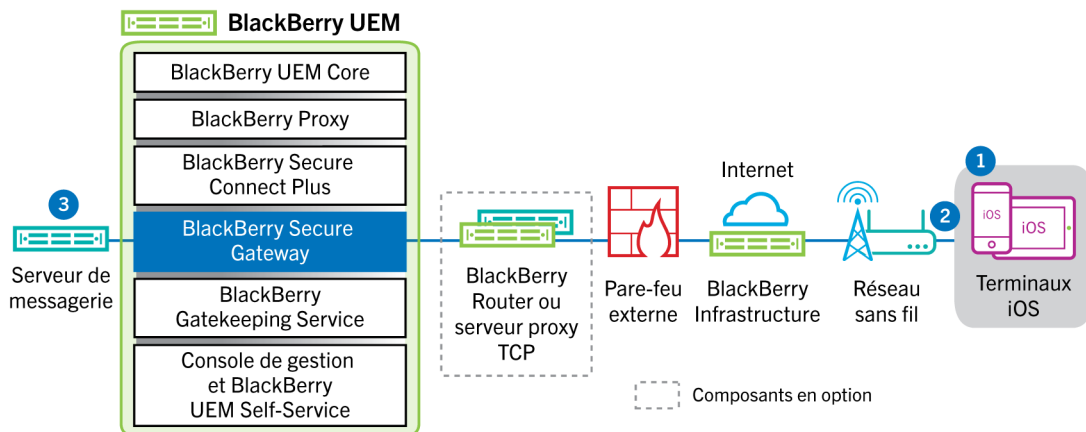 BlackBerry UEM
BlackBerry UEM Core
BlackBerry Proxy
BlackBerry Secure
Connect Plus
BlackBerry Secure
Gateway
BlackBerry
Gatekeeping Service
Console de gestion
et BlackBerry
UEM Self-Service
3
Serveur de
messagerie
BlackBerry
Router ou
serveur proxy
TCP
Pare-feu
externe
Internet
BlackBerry
Infrastructure
Réseau
sans fil
2
1
iOS
iOS
Terminaux
iOS
Composants en option